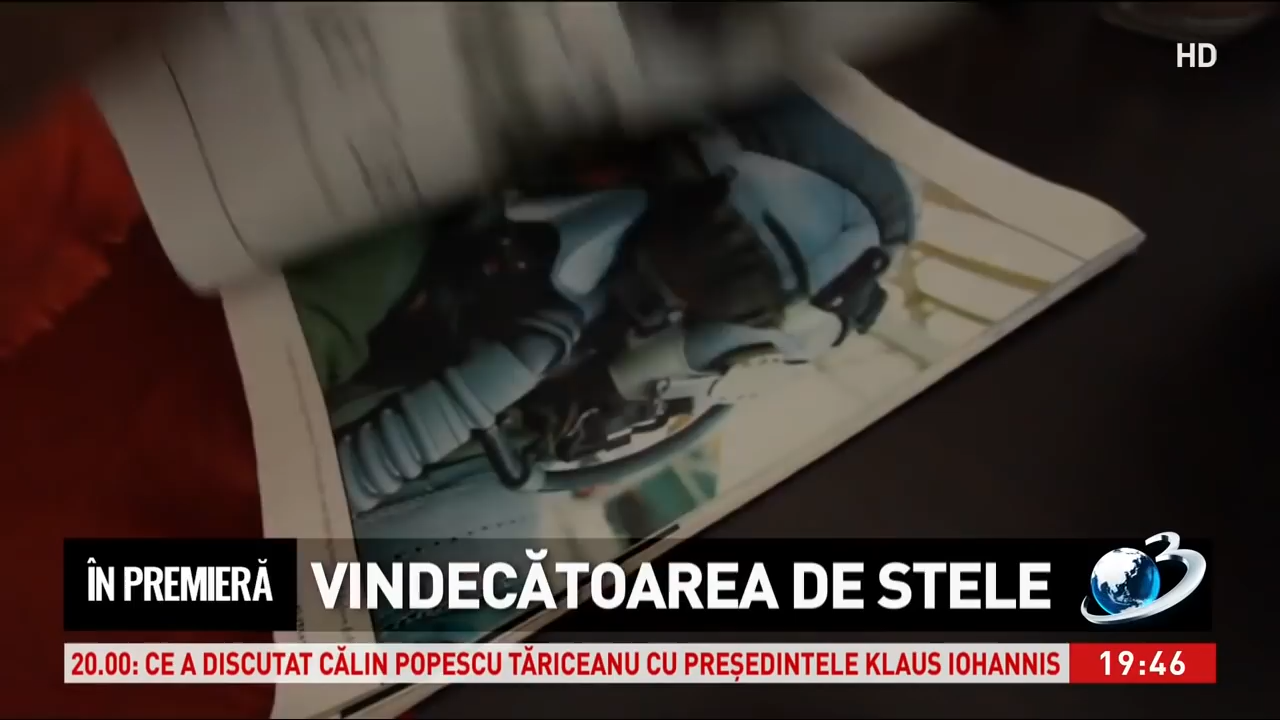 HD
ÎN PREMIERĂ
VINDECĂTOAREA DE STELE
3
20.00: CE A DISCUTAT CĂLIN POPESCU TĂRICEANU CU PREȘEDINTELE KLAUS IOHANNIS
19:46